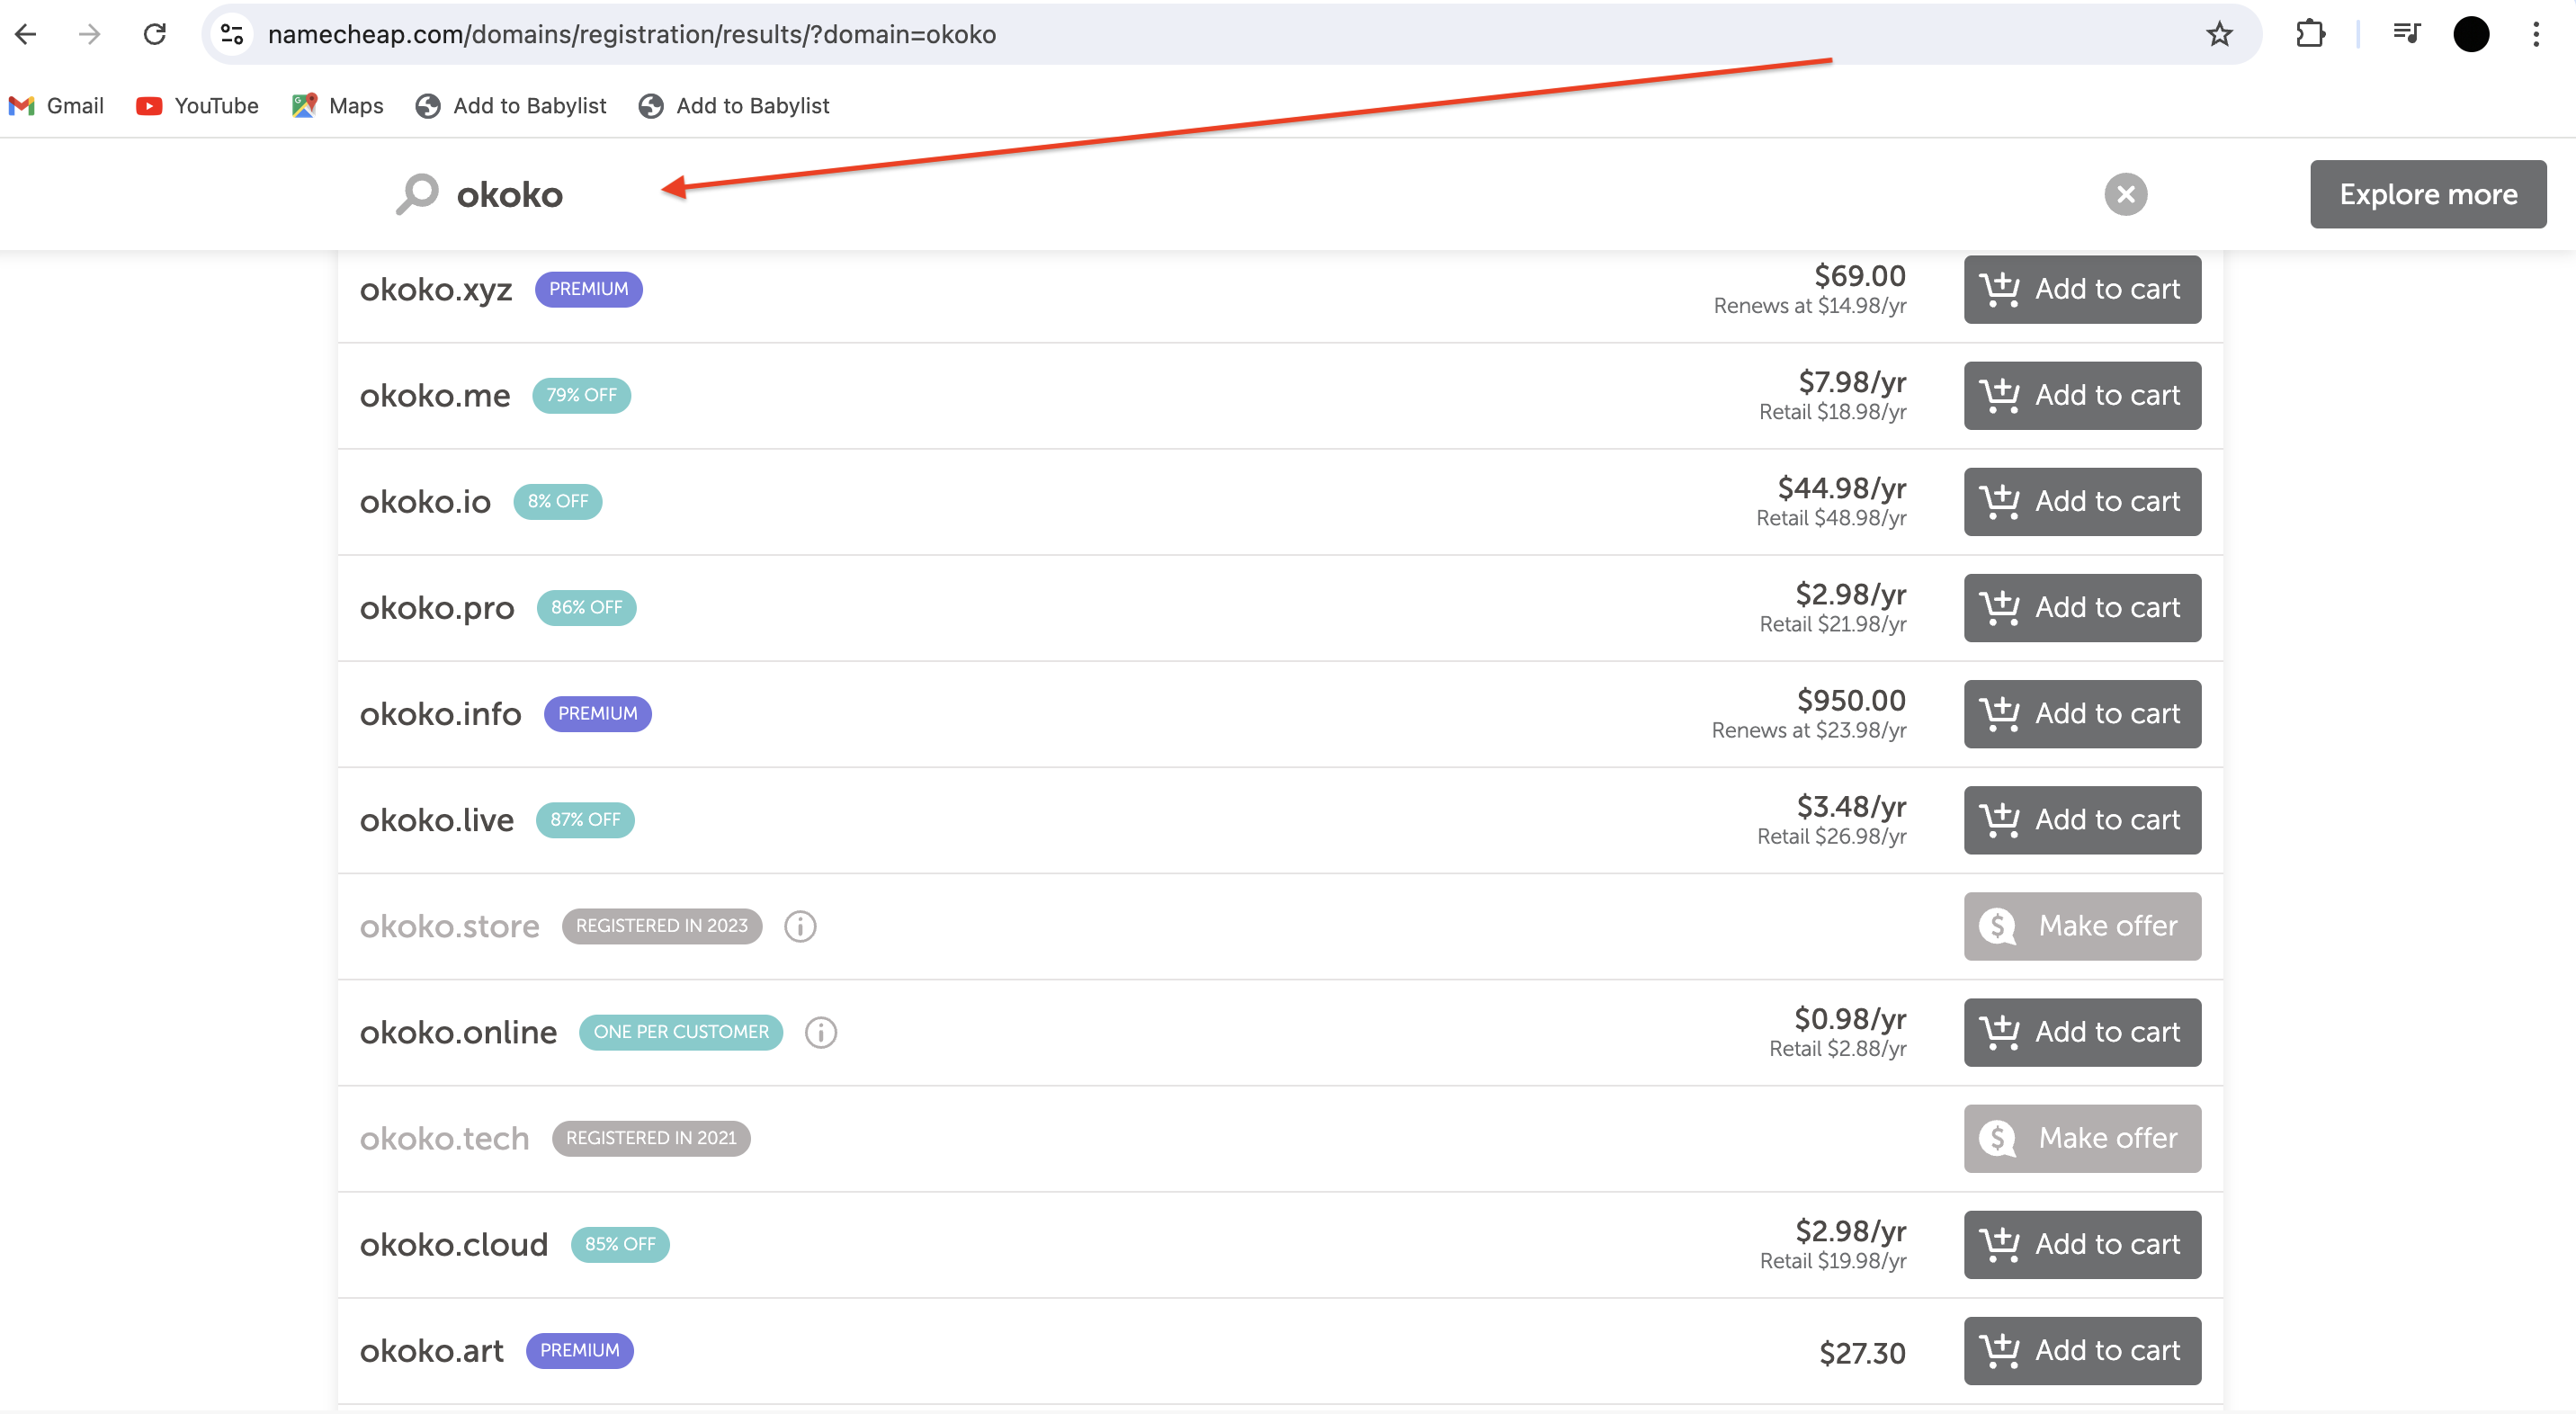 namecheap.com/domains/registration/results/?domain=okoko
Gmail YouTube Maps Add to Babylist Add to Babylist
okoko Explore more
okoko.xyz PREMIUM $69.00 Add to cart
Renews at $14.98/yr
okoko.me 79% OFF $7.98/yr Add to cart
Retail $18.98/yr
okoko.io 8% OFF $44.98/yr Add to cart
Retail $48.98/yr
okoko.pro 86% OFF $2.98/yr Add to cart
Retail $21.98/yr
okoko.info PREMIUM $950.00 Add to cart
Renews at $23.98/yr
okoko.live 87% OFF $3.48/yr Add to cart
Retail $26.98/yr
okoko.store REGISTERED IN 2023 Make offer
okoko.online ONE PER CUSTOMER $0.98/yr Add to cart
Retail $2.88/yr
okoko.tech REGISTERED IN 2021 Make offer
okoko.cloud 85% OFF $2.98/yr Add to cart
Retail $19.98/yr
okoko.art PREMIUM $27.30 Add to cart